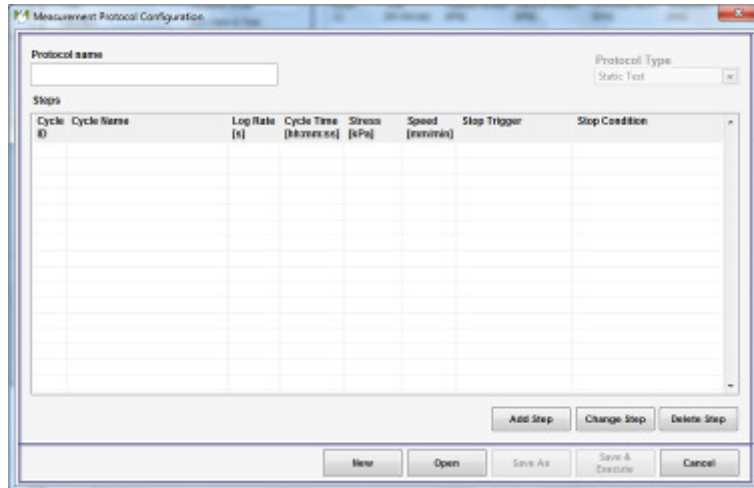 Measurement Protocol Configuration
Protocol name
Protocol Type
Static Test
Steps
Cycle ID
Cycle Name
Log Rate [s]
Cycle Time [hh:mm:ss]
Stress [kPa]
Speed [mm/min]
Stop Trigger
Stop Condition
Add Step
Change Step
Delete Step
New
Open
Save As
Save &
Execute
Cancel